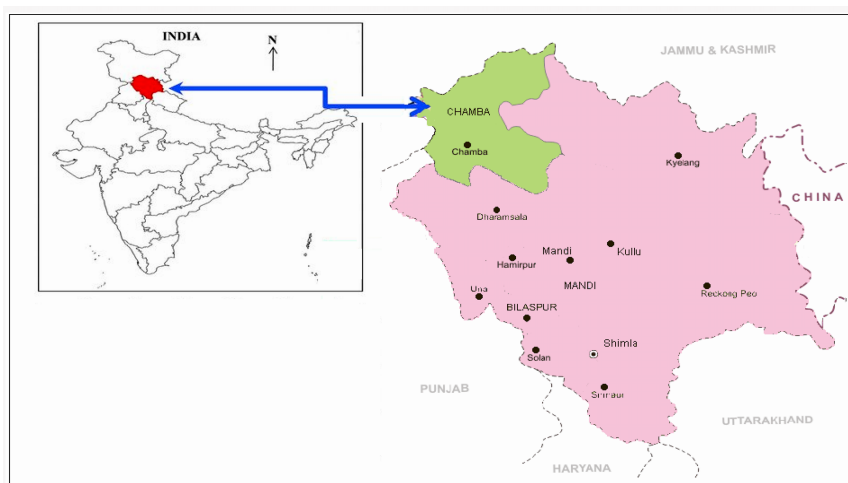 INDIA
N
JAMMU & KASHMIR
CHAMBA
Chamba
Kyelang
CHINA
Dharamsala
Mandi
Kullu
Hamirpur
MANDI
Una
Reckong Peo
BILASPUR
Shimla
Solan
Sirmaur
PUNJAB
UTTARAKHAND
HARYANA